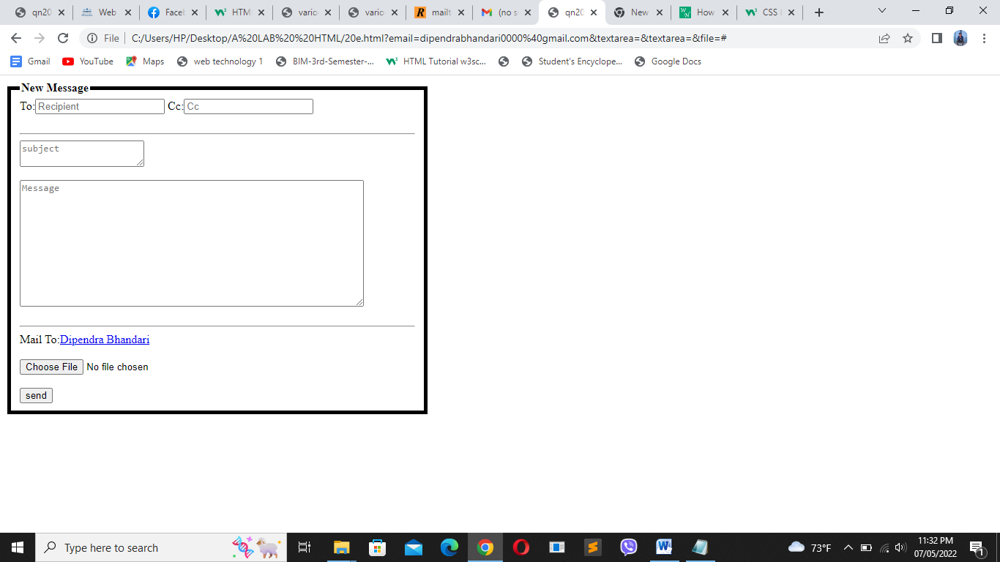 qn20 Web Facel HTM vario vario mailt (no s qn20 New How CSS
File C:/Users/HP/Desktop/A%20LAB%20%20HTML/20e.html?email=dipendrabhandari0000%40gmail.com&textarea=&textarea=&file=#
Gmail YouTube Maps web technology 1 BIM-3rd-Semester-... HTML Tutorial w3sc... Student's Encyclope... Google Docs
New Message
To: Recipient Cc: Cc
subject
Message
Mail To:Dipendra Bhandari
Choose File No file chosen
send
Type here to search 73°F 11:32 PM
07/05/2022 1